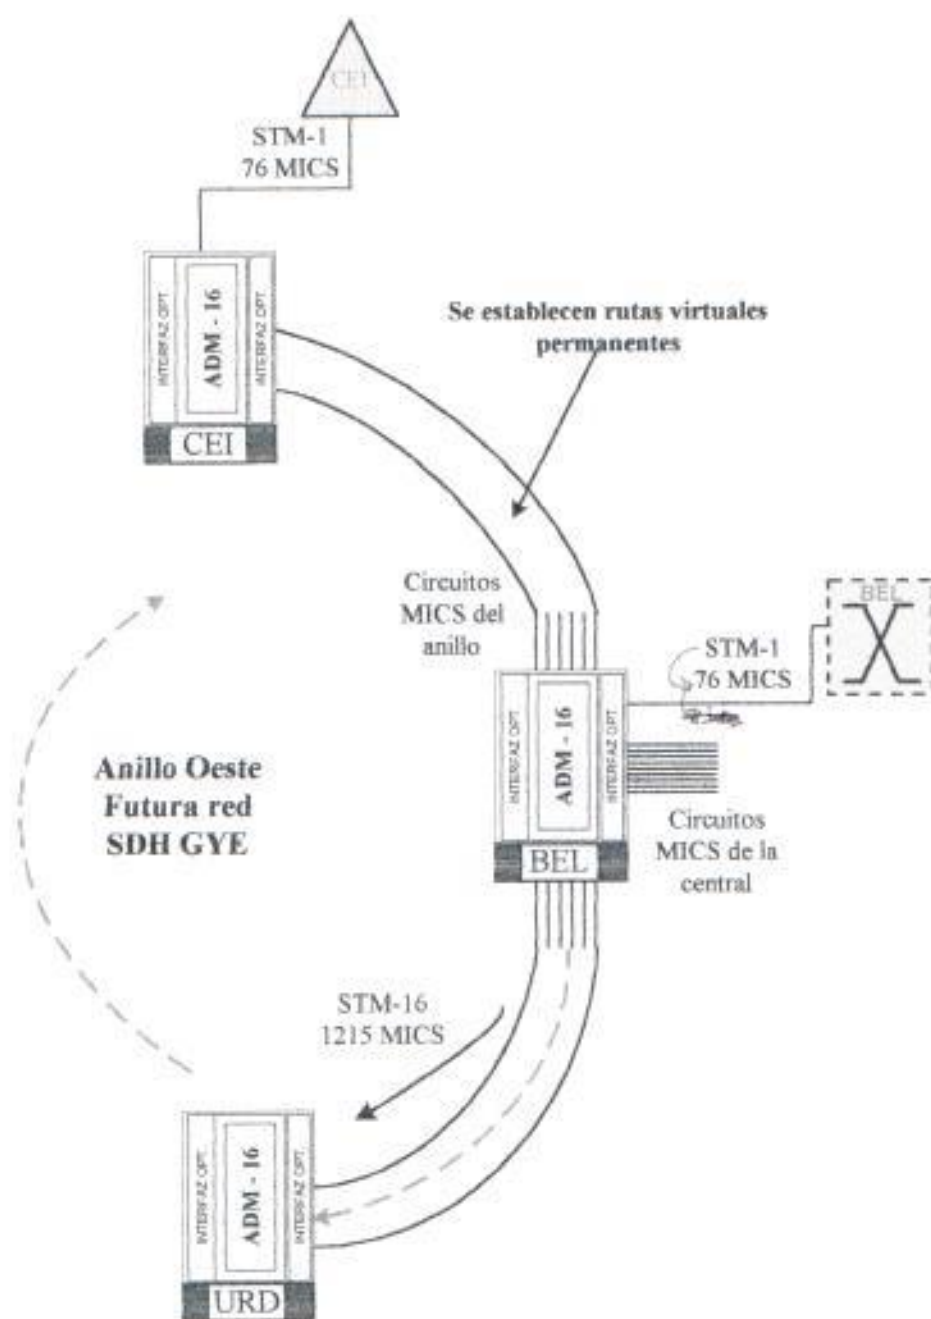 CEI
STM-1
76 MICS
INTERFAZ OPT
ADM - 16
INTERFAZ OPT
CEI
Se establecen rutas virtuales
permanentes
Circuitos
MICS del
anillo
BEL
STM-1
76 MICS
INTERFAZ OPT
ADM - 16
INTERFAZ OPT
BEL
Circuitos
MICS de la
central
Anillo Oeste
Futura red
SDH GYE
STM-16
1215 MICS
INTERFAZ OPT.
ADM - 16
INTERFAZ OPT.
URD